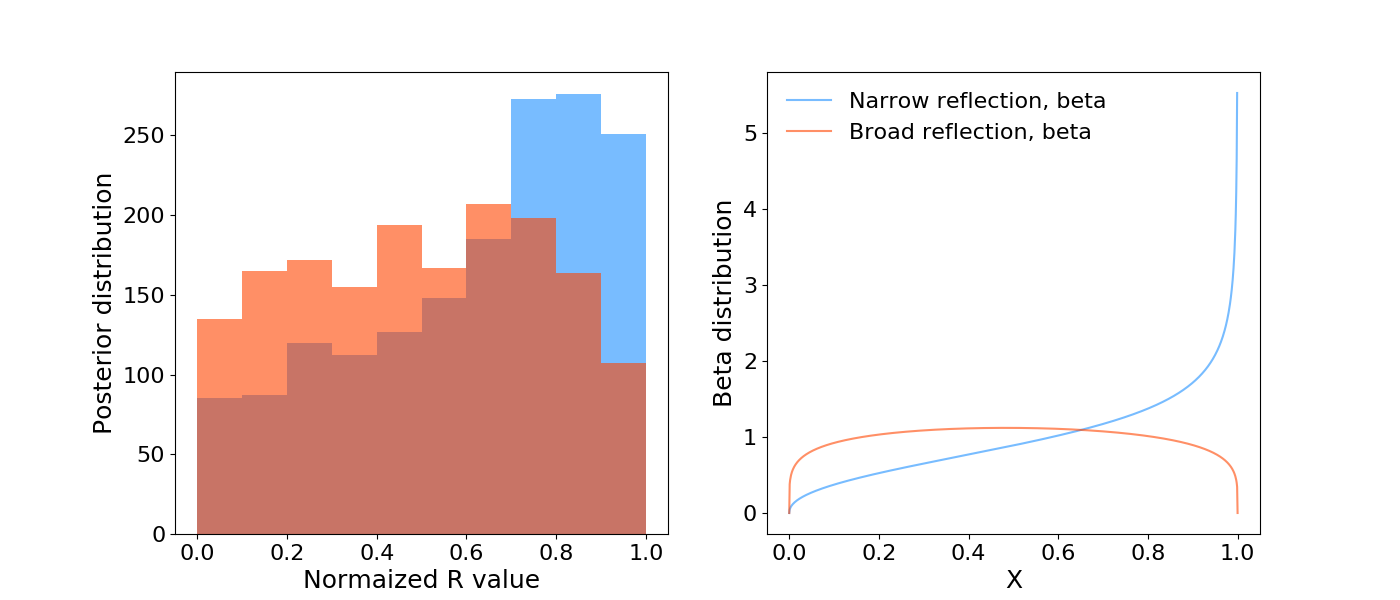 Posterior distribution
250
200
150
100
50
0
0.0 0.2 0.4 0.6 0.8 1.0
Normaized R value
Beta distribution
5
4
3
2
1
0
Narrow reflection, beta
Broad reflection, beta
0.0 0.2 0.4 0.6 0.8 1.0
X